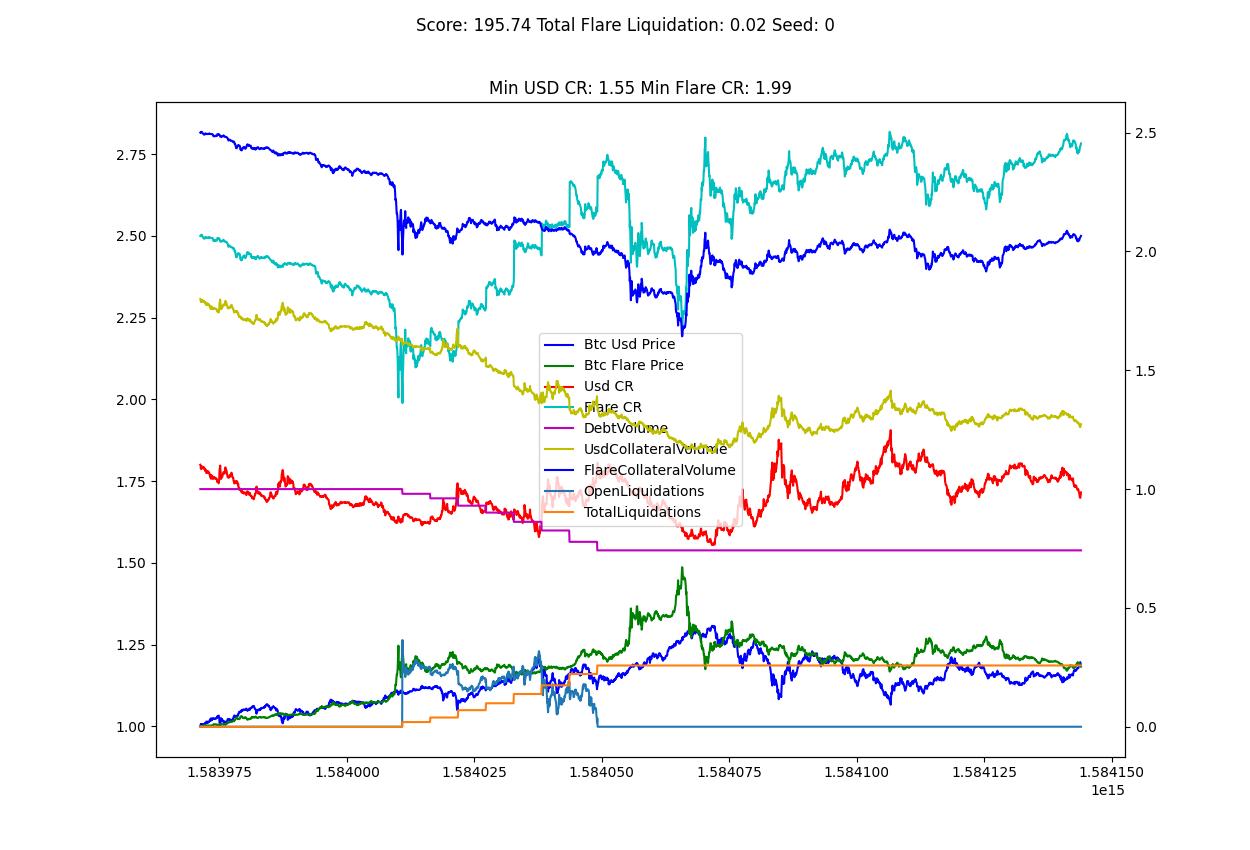 Score: 195.74 Total Flare Liquidation: 0.02 Seed: 0
Min USD CR: 1.55 Min Flare CR: 1.99
2.75
2.50
2.25
2.00
1.75
1.50
1.25
1.00
2.5
2.0
1.5
1.0
0.5
0.0
Btc Usd Price
Btc Flare Price
Usd CR
Flare CR
DebtVolume
UsdCollateralVolume
FlareCollateralVolume
OpenLiquidations
TotalLiquidations
1.583975 1.584000 1.584025 1.584050 1.584075 1.584100 1.584125 1.584150
1e15